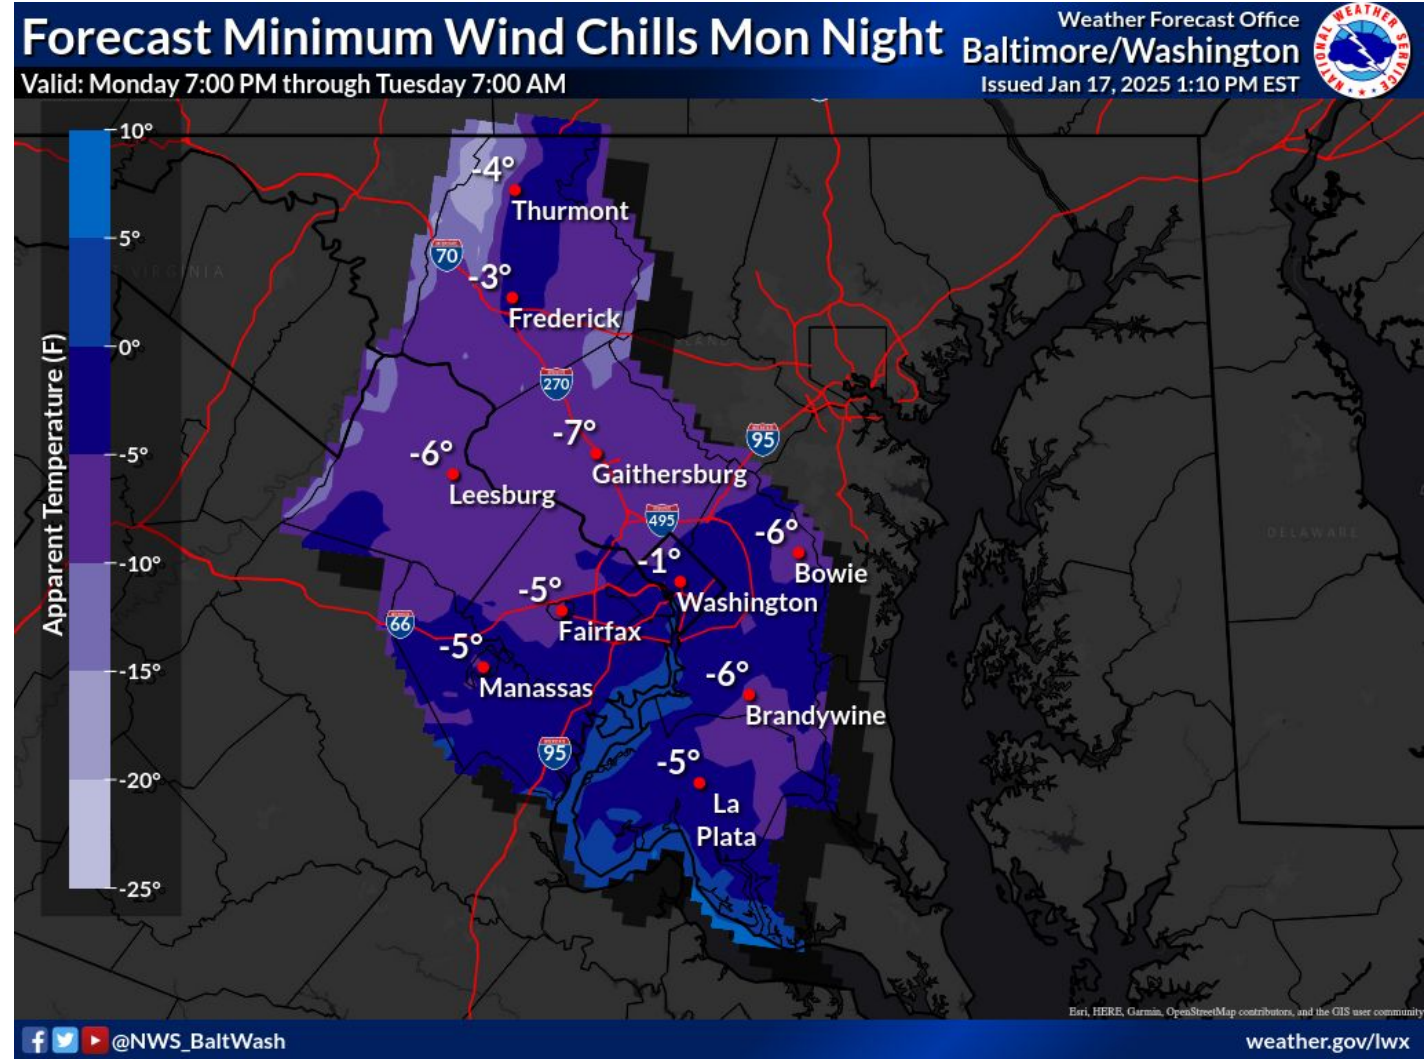 Forecast Minimum Wind Chills Mon Night
Valid: Monday 7:00 PM through Tuesday 7:00 AM
Weather Forecast Office
Baltimore/Washington
Issued Jan 17, 2025 1:10 PM EST
NATIONAL WEATHER SERVICE
Apparent Temperature (F)
10°
5°
0°
-5°
-10°
-15°
-20°
-25°
VIRGINIA
-4°
Thurmont
70
-3°
Frederick
270
-7°
Gaithersburg
95
-6°
Leesburg
495
-6°
Bowie
-1°
Washington
-5°
Fairfax
66
-5°
Manassas
-6°
Brandywine
95
-5°
La
Plata
DELAWARE
Esri, HERE, Garmin, OpenStreetMap contributors, and the GIS user community
@NWS_BaltWash
weather.gov/lwx